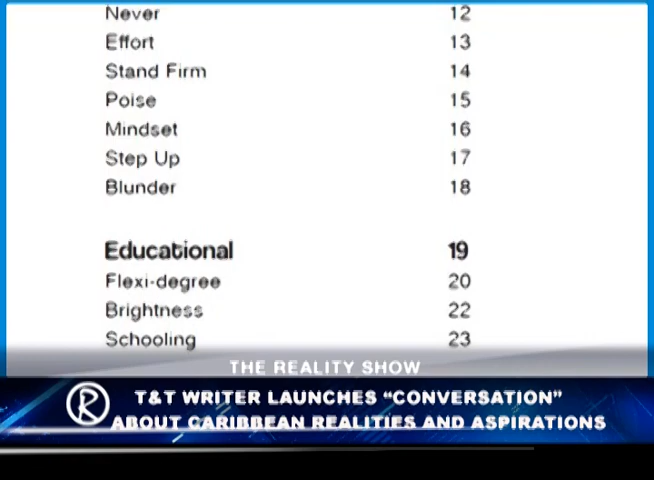 Never 12
Effort 13
Stand Firm 14
Poise 15
Mindset 16
Step Up 17
Blunder 18
Educational 19
Flexi-degree 20
Brightness 22
Schooling 23
THE REALITY SHOW
R
T&T WRITER LAUNCHES “CONVERSATION”
ABOUT CARIBBEAN REALITIES AND ASPIRATIONS